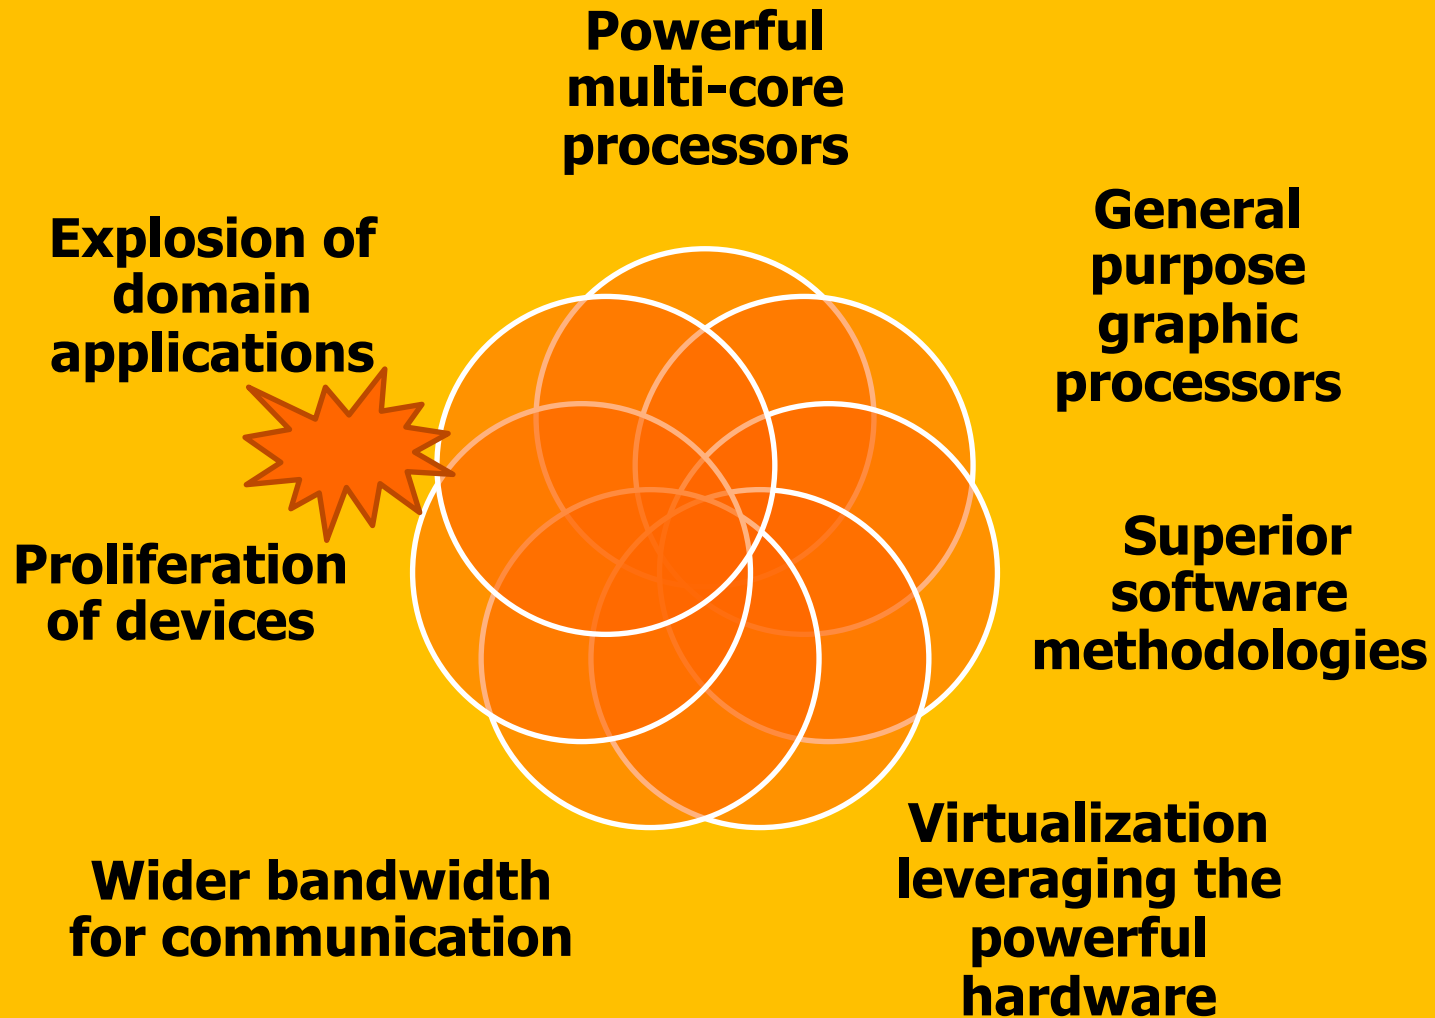 Powerful
multi-core
processors
General
purpose
graphic
processors
Superior
software
methodologies
Virtualization
leveraging the
powerful
hardware
Wider bandwidth
for communication
Proliferation
of devices
Explosion of
domain
applications